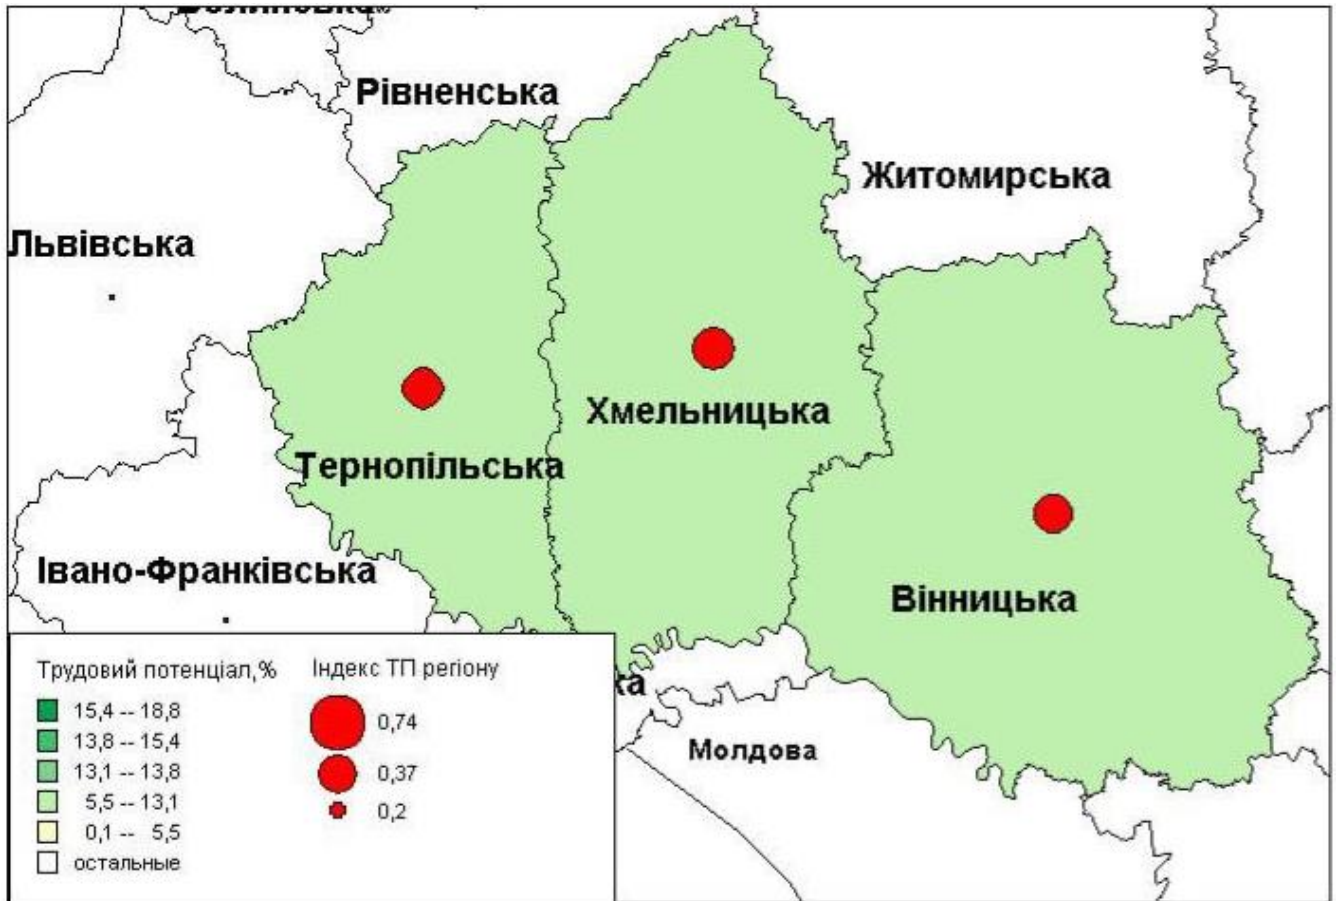 Рівненська
Житомирська
Львівська
Хмельницька
Тернопільська
Івано-Франківська
Вінницька
Молдова
Трудовий потенціал,%
15,4 -- 18,8
13,8 -- 15,4
13,1 -- 13,8
5,5 -- 13,1
0,1 -- 5,5
остальные
Індекс ТП регіону
0,74
0,37
0,2